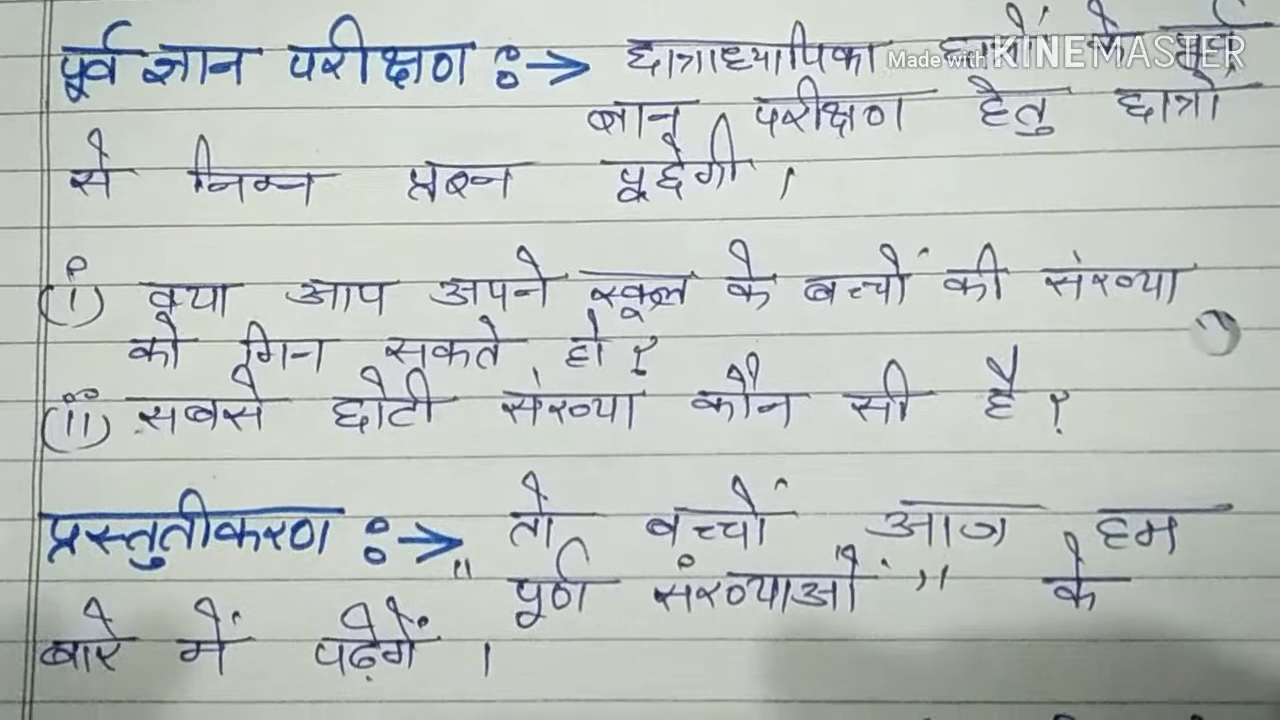 पूर्व ज्ञान परीक्षण :→ छात्राध्यापिका छात्रों के पूर्व
Made with KINEMASTER
ज्ञान परीक्षण हेतु छात्रों
से निम्न प्रश्न पूछेगी ।
(i) क्या आप अपने स्कूल के बच्चों की संख्या
को गिन सकते हो ?
(ii) सबसे छोटी संख्या कौन सी है ?
प्रस्तुतीकरण :→ तो बच्चों आज हम
"पूर्ण संख्याओं" के
बारे में पढ़ेगें ।